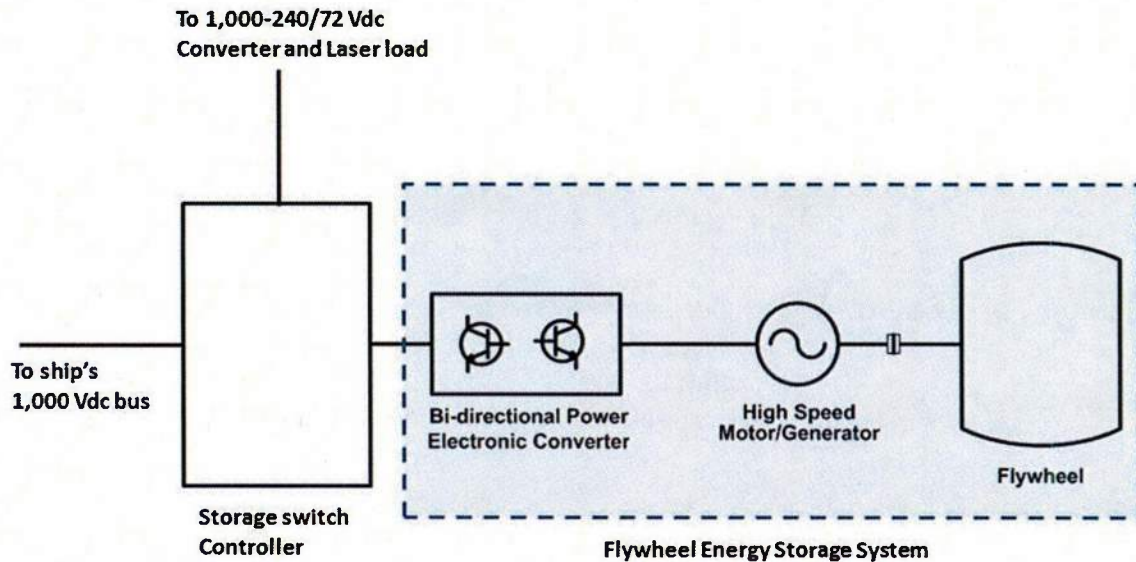 To 1,000-240/72 Vdc
Converter and Laser load
To ship's
1,000 Vdc bus
Bi-directional Power
Electronic Converter
High Speed
Motor/Generator
Flywheel
Storage switch
Controller
Flywheel Energy Storage System